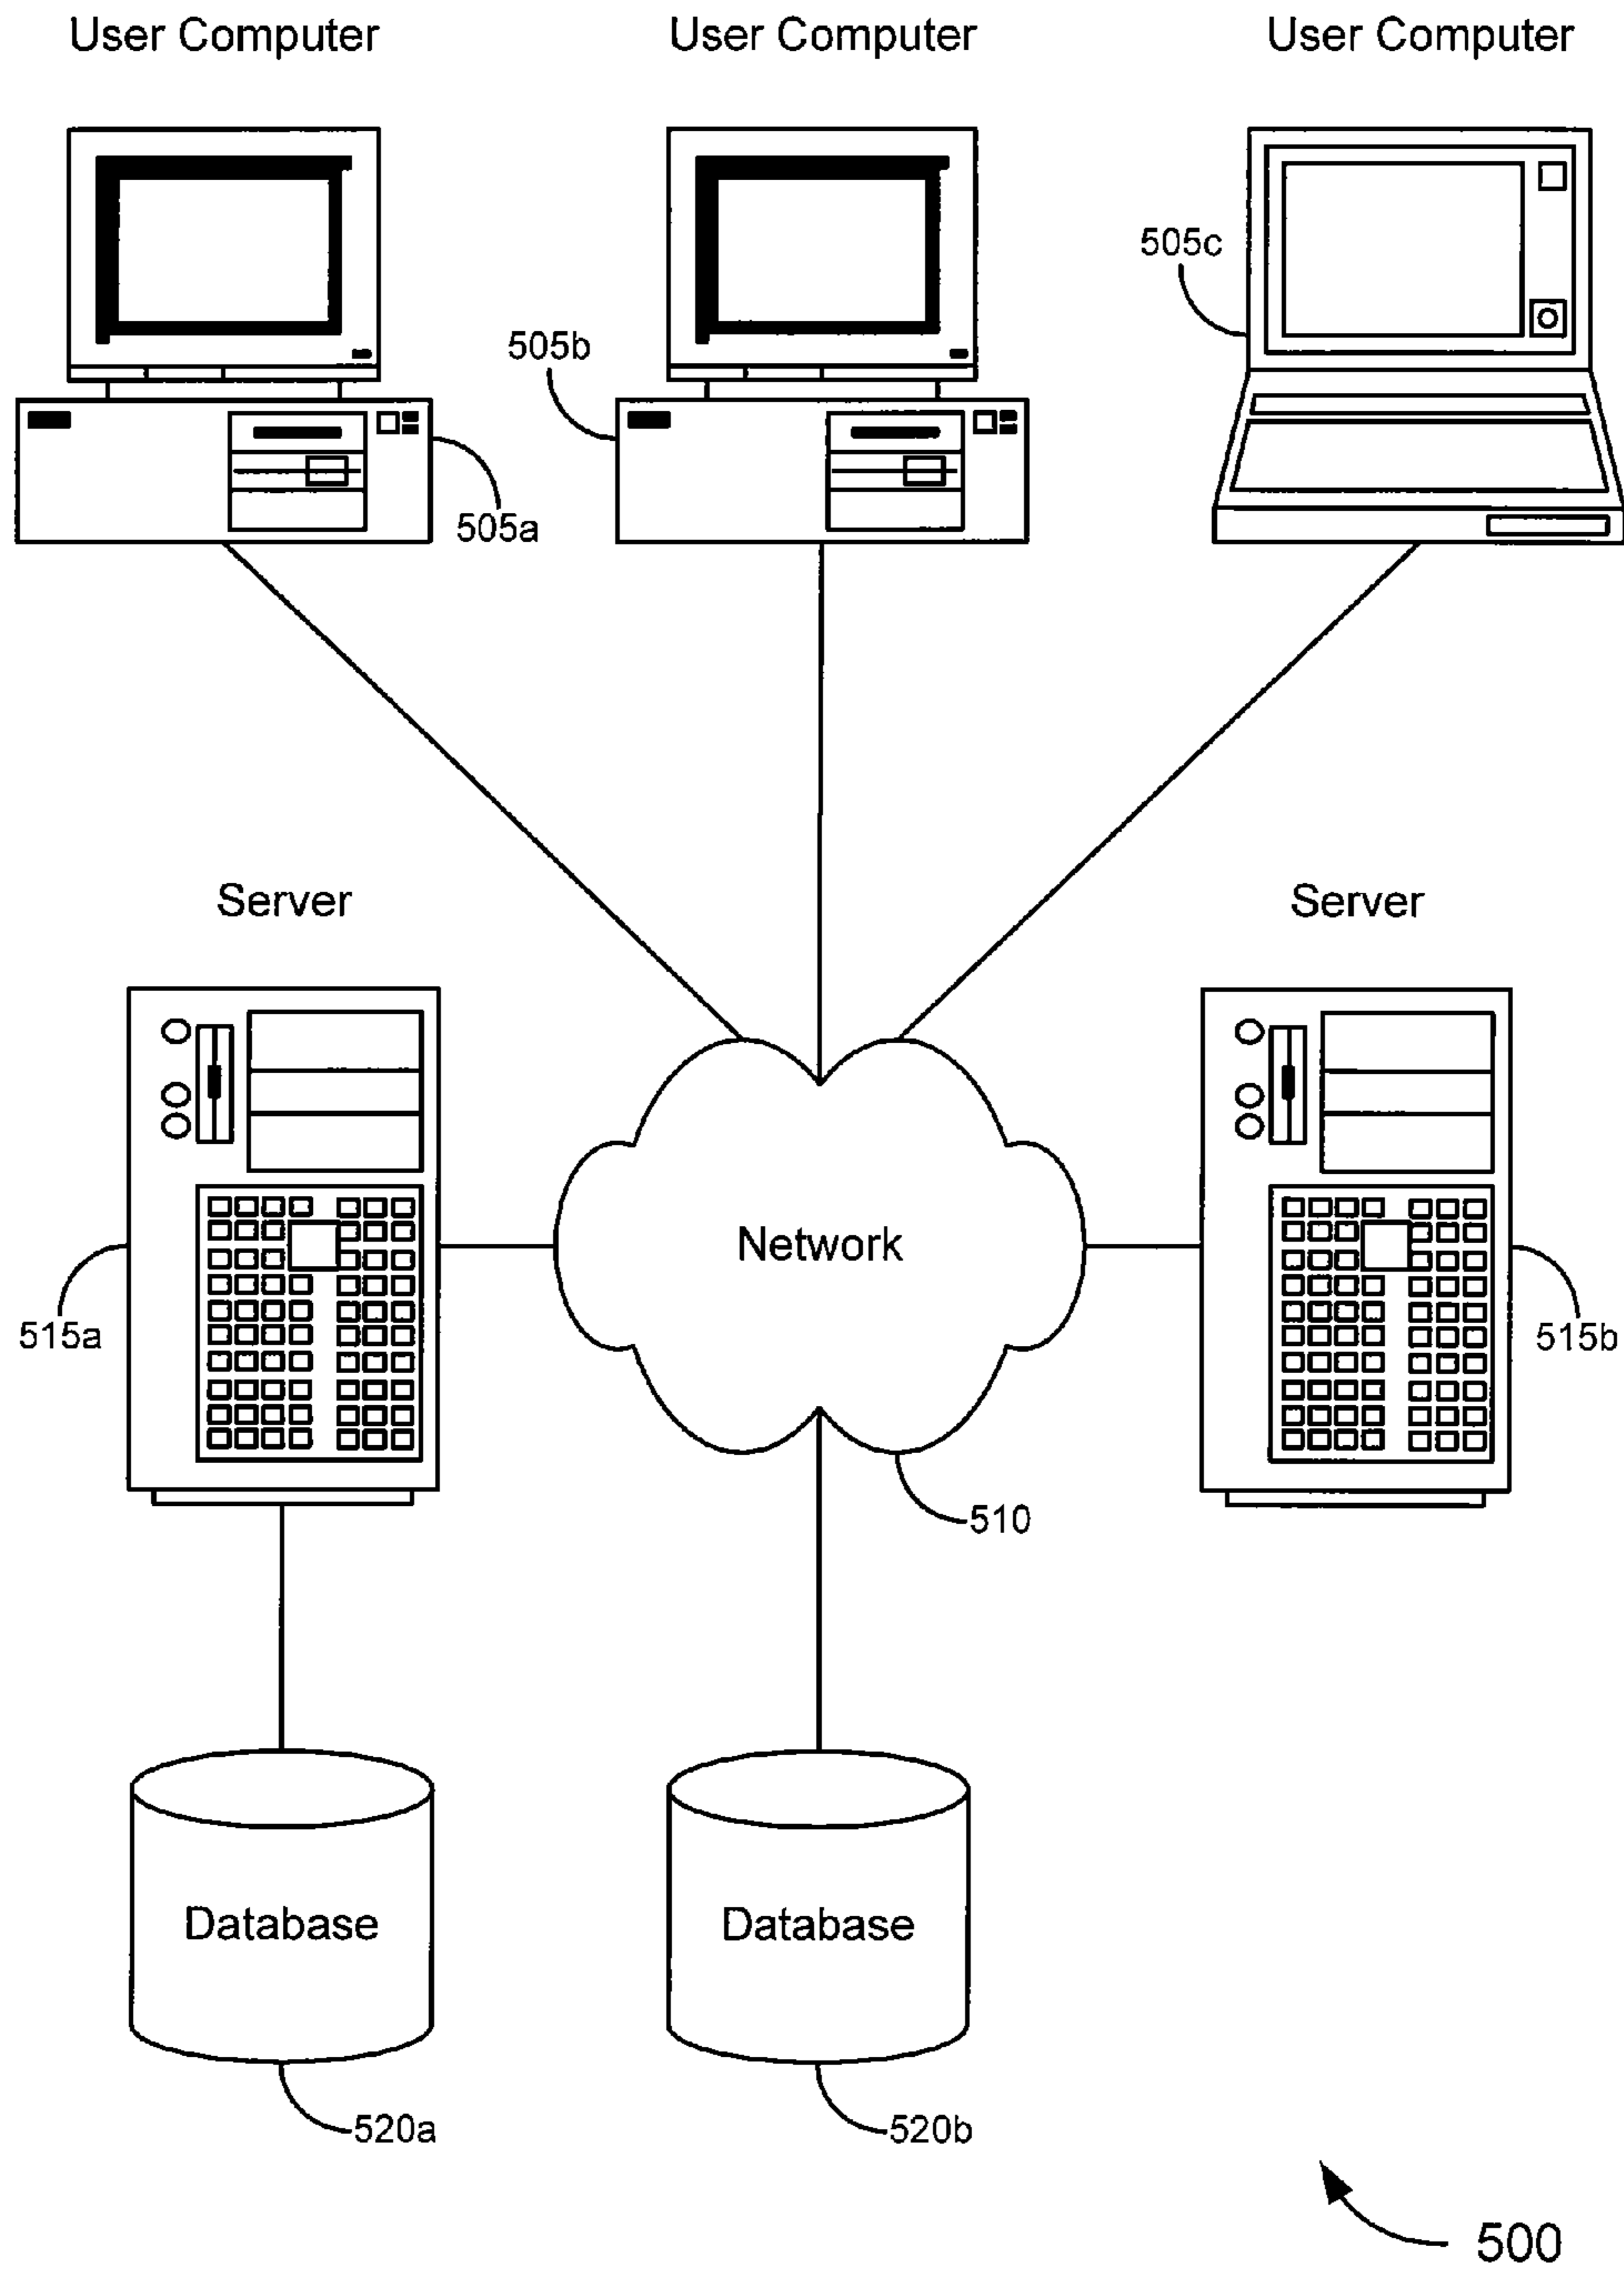 User Computer
User Computer
User Computer
505c
505b
505a
Server
Server
Network
515a
515b
510
Database
Database
520a
520b
500